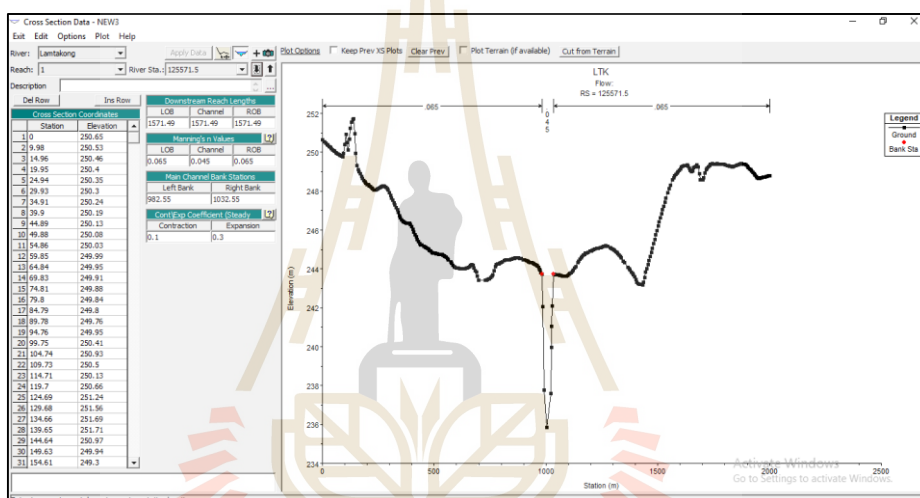 Cross Section Data - NEW3
Exit Edit Options Plot Help
River: Lamtakong Apply Data Plot Options Keep Prev XS Plots Clear Prev Plot Terrain (if available) Cut from Terrain
Reach: 1 River Sta.: 125571.5
Description ...
Del Row Ins Row
Cross Section Coordinates
Station Elevation
1 0 250.65
2 9.98 250.53
3 14.96 250.46
4 19.95 250.4
5 24.94 250.35
6 29.93 250.3
7 34.91 250.24
8 39.9 250.19
9 44.89 250.13
10 49.88 250.08
11 54.86 250.03
12 59.85 249.99
13 64.84 249.95
14 69.83 249.91
15 74.81 249.88
16 79.8 249.84
17 84.79 249.8
18 89.78 249.76
19 94.76 249.95
20 99.75 250.41
21 104.74 250.93
22 109.73 250.5
23 114.71 250.13
24 119.7 250.66
25 124.69 251.24
26 129.68 251.56
27 134.66 251.69
28 139.65 251.71
29 144.64 250.97
30 149.63 249.94
31 154.61 249.3
Downstream Reach Lengths
LOB Channel ROB
1571.49 1571.49 1571.49
Manning's n Values [?]
LOB Channel ROB
0.065 0.045 0.065
Main Channel Bank Stations
Left Bank Right Bank
982.55 1032.55
Cont\Exp Coefficient (Steady [?]
Contraction Expansion
0.1 0.3
LTK
Flow:
RS = 125571.5
.065
.065
0
4
5
252
250
248
246
244
242
240
238
236
234
Elevation (m)
0 500 1000 1500 2000 2500
Station (m)
Legend
Ground
Bank Sta
Activate Windows
Go to Settings to activate Windows.